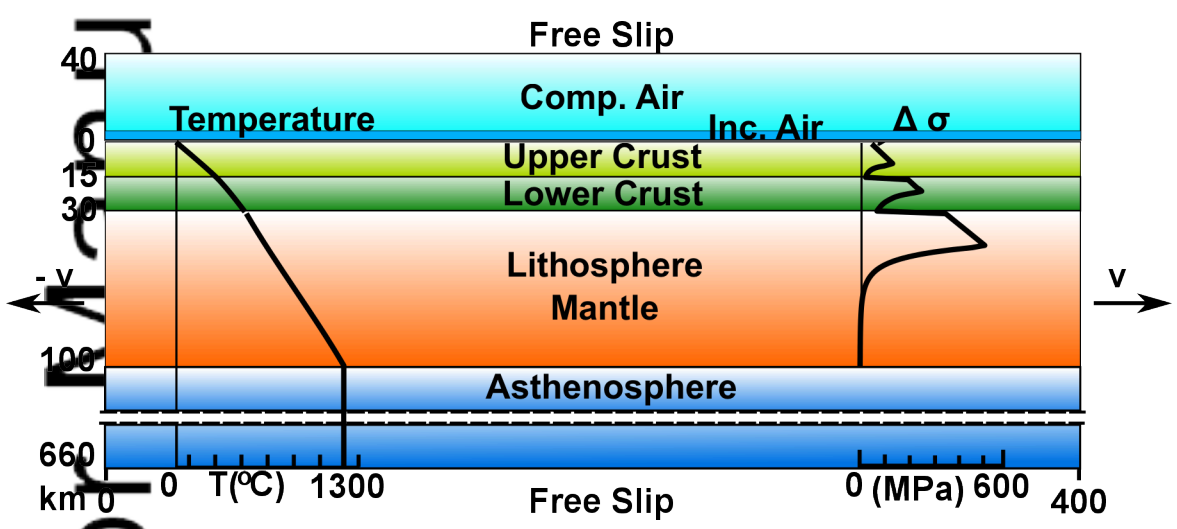 Free Slip
40
Comp. Air
Temperature
Inc. Air
Δ σ
0
Upper Crust
15
Lower Crust
30
Lithosphere
Mantle
- v
v
100
Asthenosphere
660
km 0
0 T(ºC) 1300
Free Slip
0 (MPa) 600
400